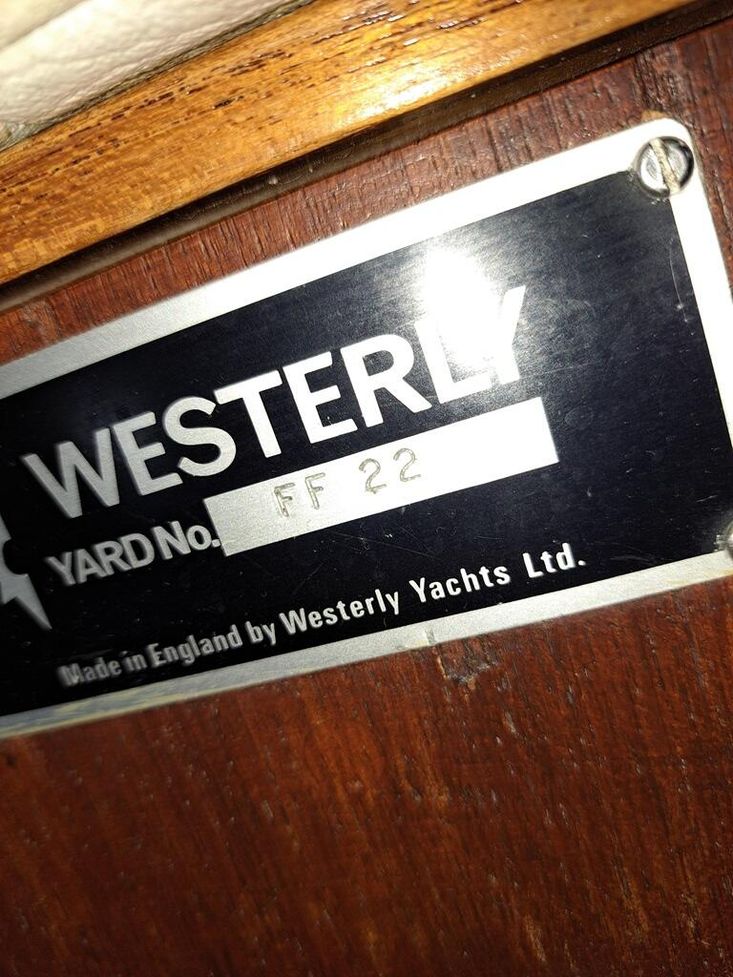 WESTERLY
YARD No. FF 22
Made in England by Westerly Yachts Ltd.